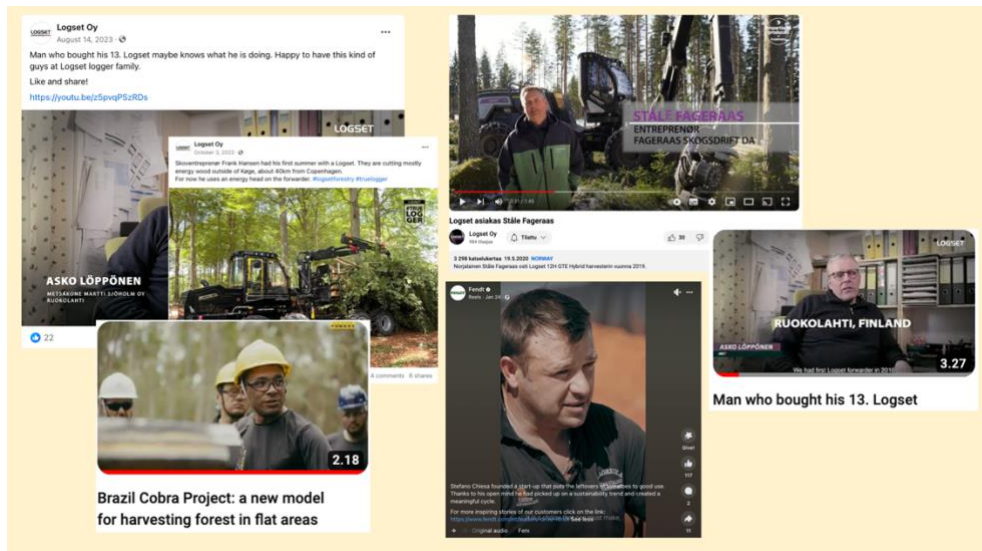 LOGSET
Logset Oy
August 14, 2023
Man who bought his 13. Logset maybe knows what he is doing. Happy to have this kind of
guys at Logset logger family.
Like and share!
https://youtu.be/z5pvqPSzRDs
LOGSET
ASKO LÖPPÖNEN
METSÄKONE MARTTI SJÖHOLM OY
RUOKOLAHTI
22
Logset Oy
October 3, 2023
Skoventreprenør Frank Hansen had his first summer with a Logset. They are cutting mostly
energy wood outside of Køge, about 40km from Copenhagen.
For now he uses an energy head on the forwarder. #logsetforestry #truelogger
#TRUE
LOG
GER
4 comments 6 shares
2.18
Brazil Cobra Project: a new model
for harvesting forest in flat areas
STÅLE FAGERAAS
ENTREPRENØR
FAGERAAS SKOGSDRIFT DA
Logset asiakas Ståle Fageraas
Logset Oy
Tilattu
38
3 298 katselukertaa 19.5.2020 NORWAY
Norjalainen Ståle Fageraas osti Logset 12H GTE Hybrid harvesterin vuonna 2019.
Fendt
Reels · Jan 24
Stefano Chiesa founded a start-up that puts the leftovers of tomatoes to good use.
Thanks to his open mind he had picked up on a sustainability trend and created a
meaningful cycle.
For more inspiring stories of our customers click on the link:
See less
Original audio
LOGSET
RUOKOLAHTI, FINLAND
ASKO LÖPPÖNEN
We had first Logset forwarder in
3.27
Man who bought his 13. Logset